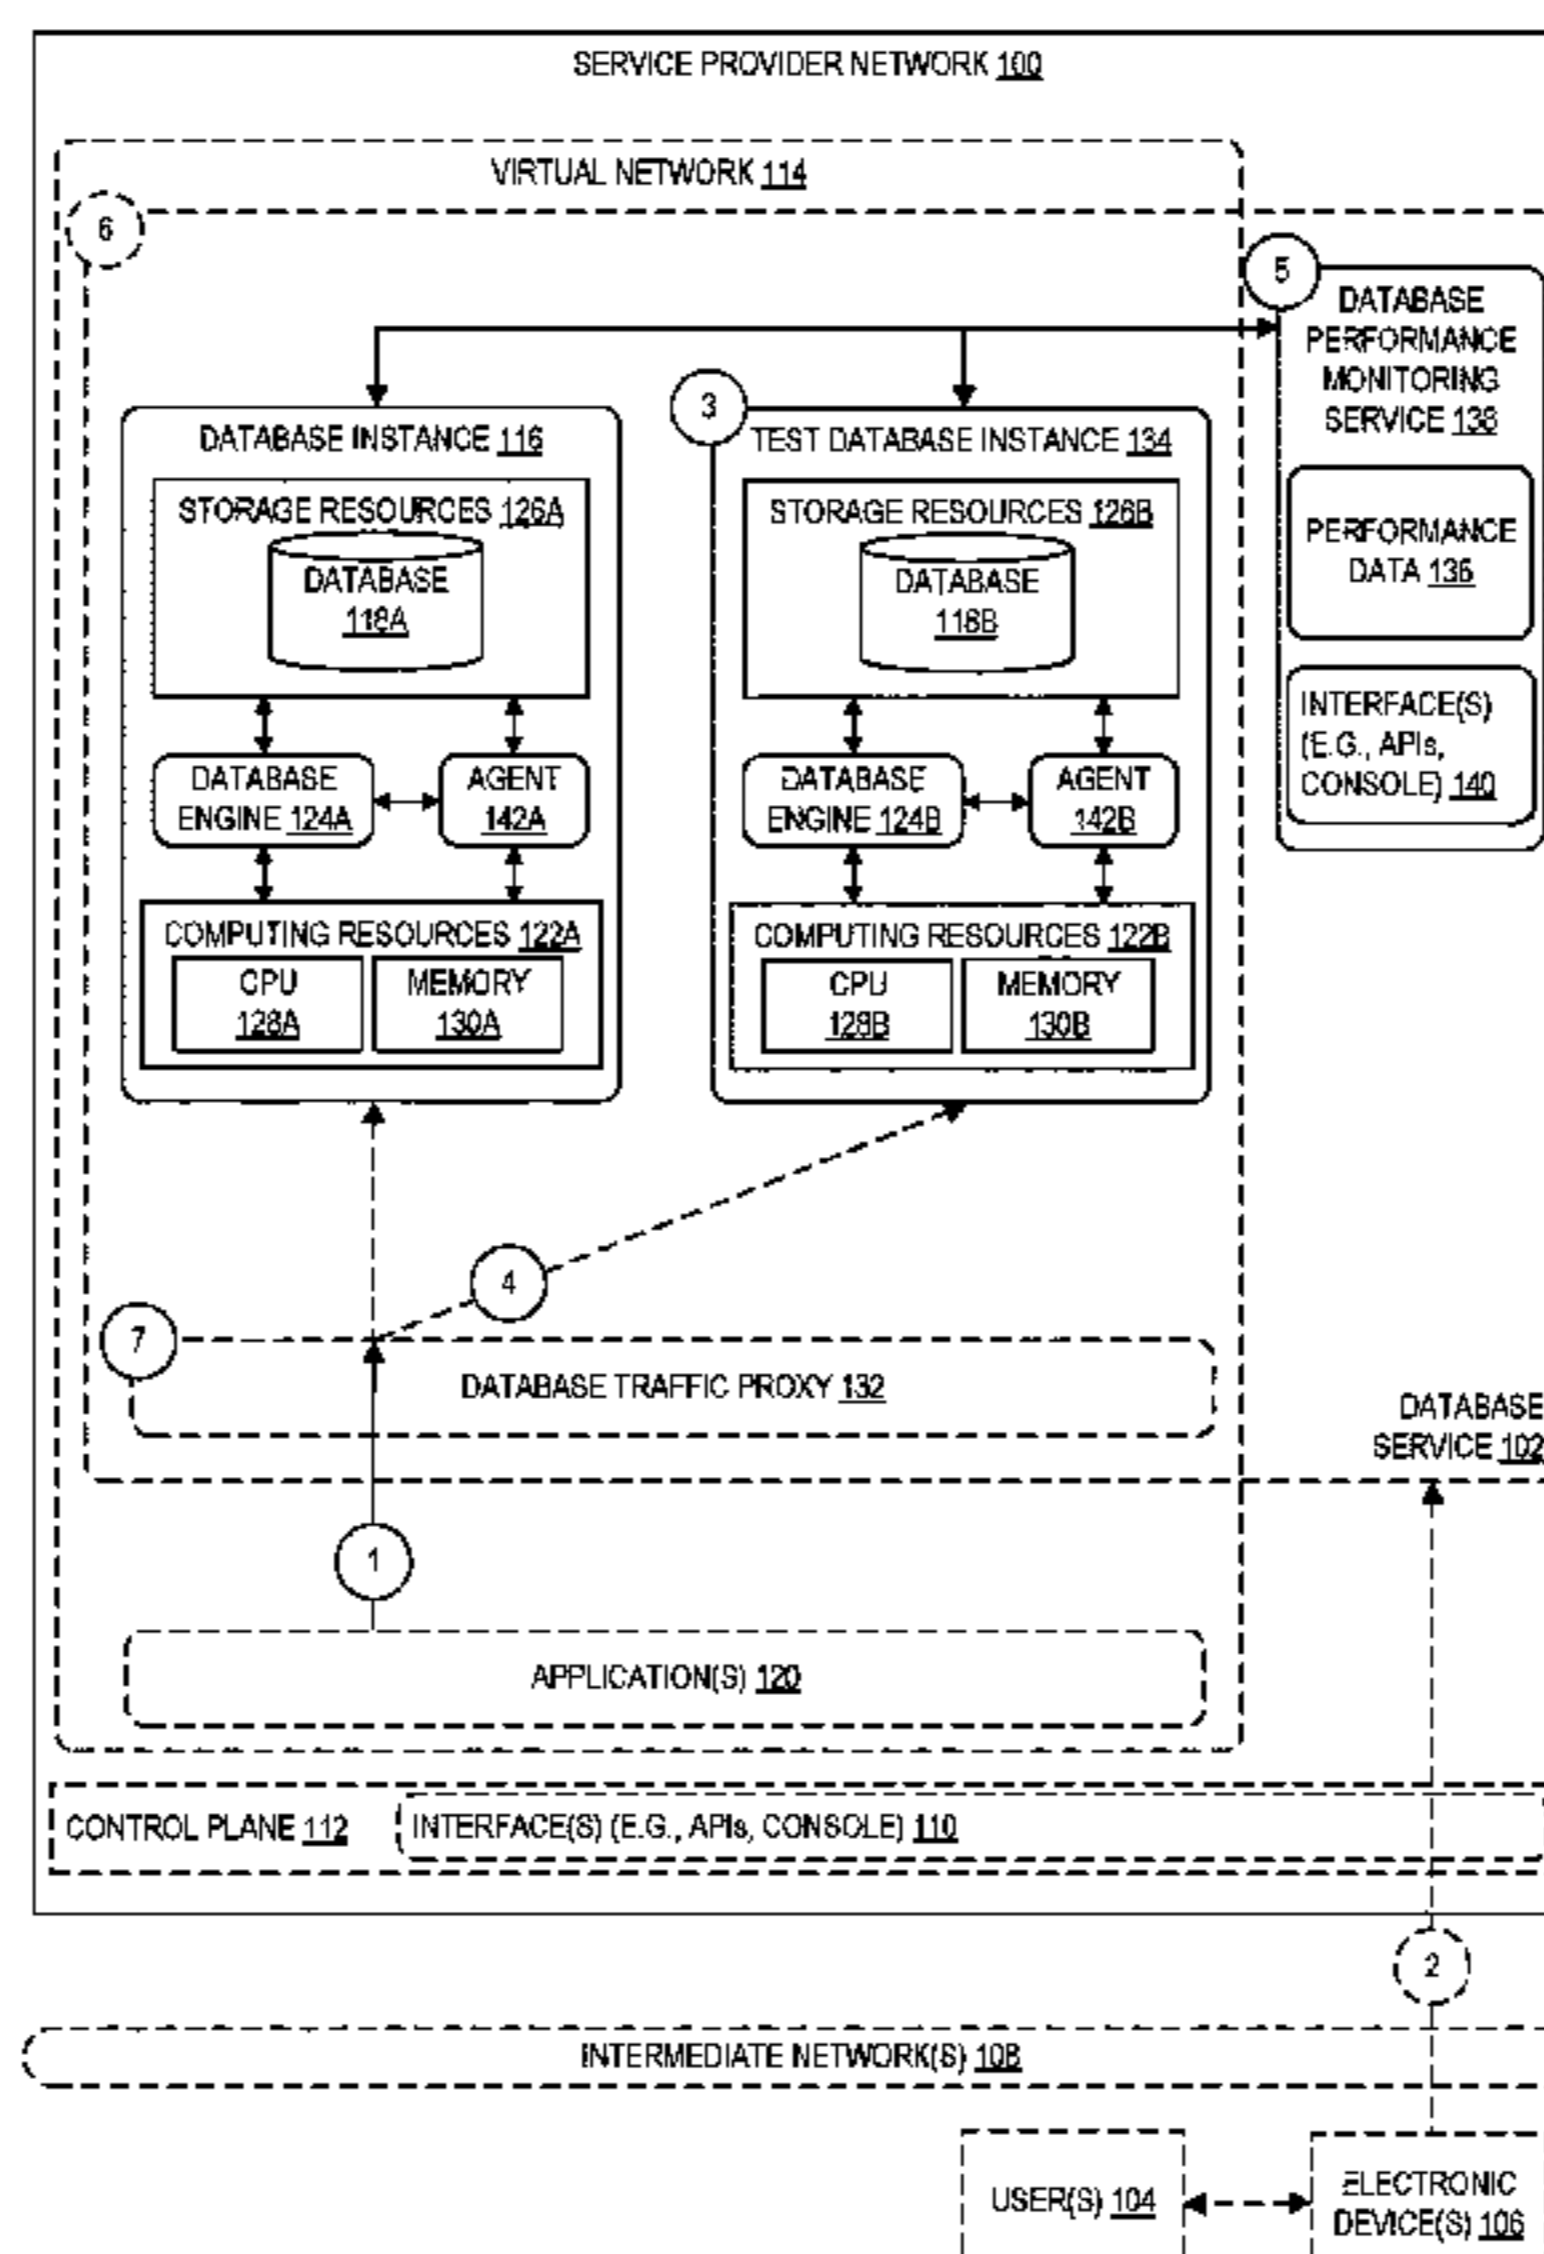 SERVICE PROVIDER NETWORK 100
VIRTUAL NETWORK 114
6
5
DATABASE
PERFORMANCE
MONITORING
SERVICE 138
PERFORMANCE
DATA 136
INTERFACE(S)
(E.G., APIs,
CONSOLE) 140
DATABASE INSTANCE 116
STORAGE RESOURCES 126A
DATABASE
118A
DATABASE
ENGINE 124A
AGENT
142A
COMPUTING RESOURCES 122A
CPU
128A
MEMORY
130A
3
TEST DATABASE INSTANCE 134
STORAGE RESOURCES 126B
DATABASE
118B
DATABASE
ENGINE 124B
AGENT
142B
COMPUTING RESOURCES 122B
CPU
128B
MEMORY
130B
4
7
DATABASE TRAFFIC PROXY 132
DATABASE
SERVICE 102
1
APPLICATION(S) 120
CONTROL PLANE 112
INTERFACE(S) (E.G., APIs, CONSOLE) 110
2
INTERMEDIATE NETWORK(S) 108
USER(S) 104
ELECTRONIC
DEVICE(S) 106